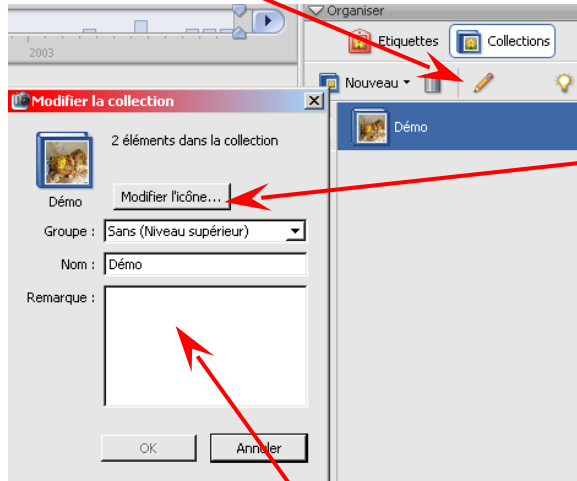 Organiser
Etiquettes
Collections
2003
Nouveau
Modifier la collection
Démo
2 éléments dans la collection
Modifier l'icône...
Démo
Groupe : Sans (Niveau supérieur)
Nom : Démo
Remarque :
OK
Annuler